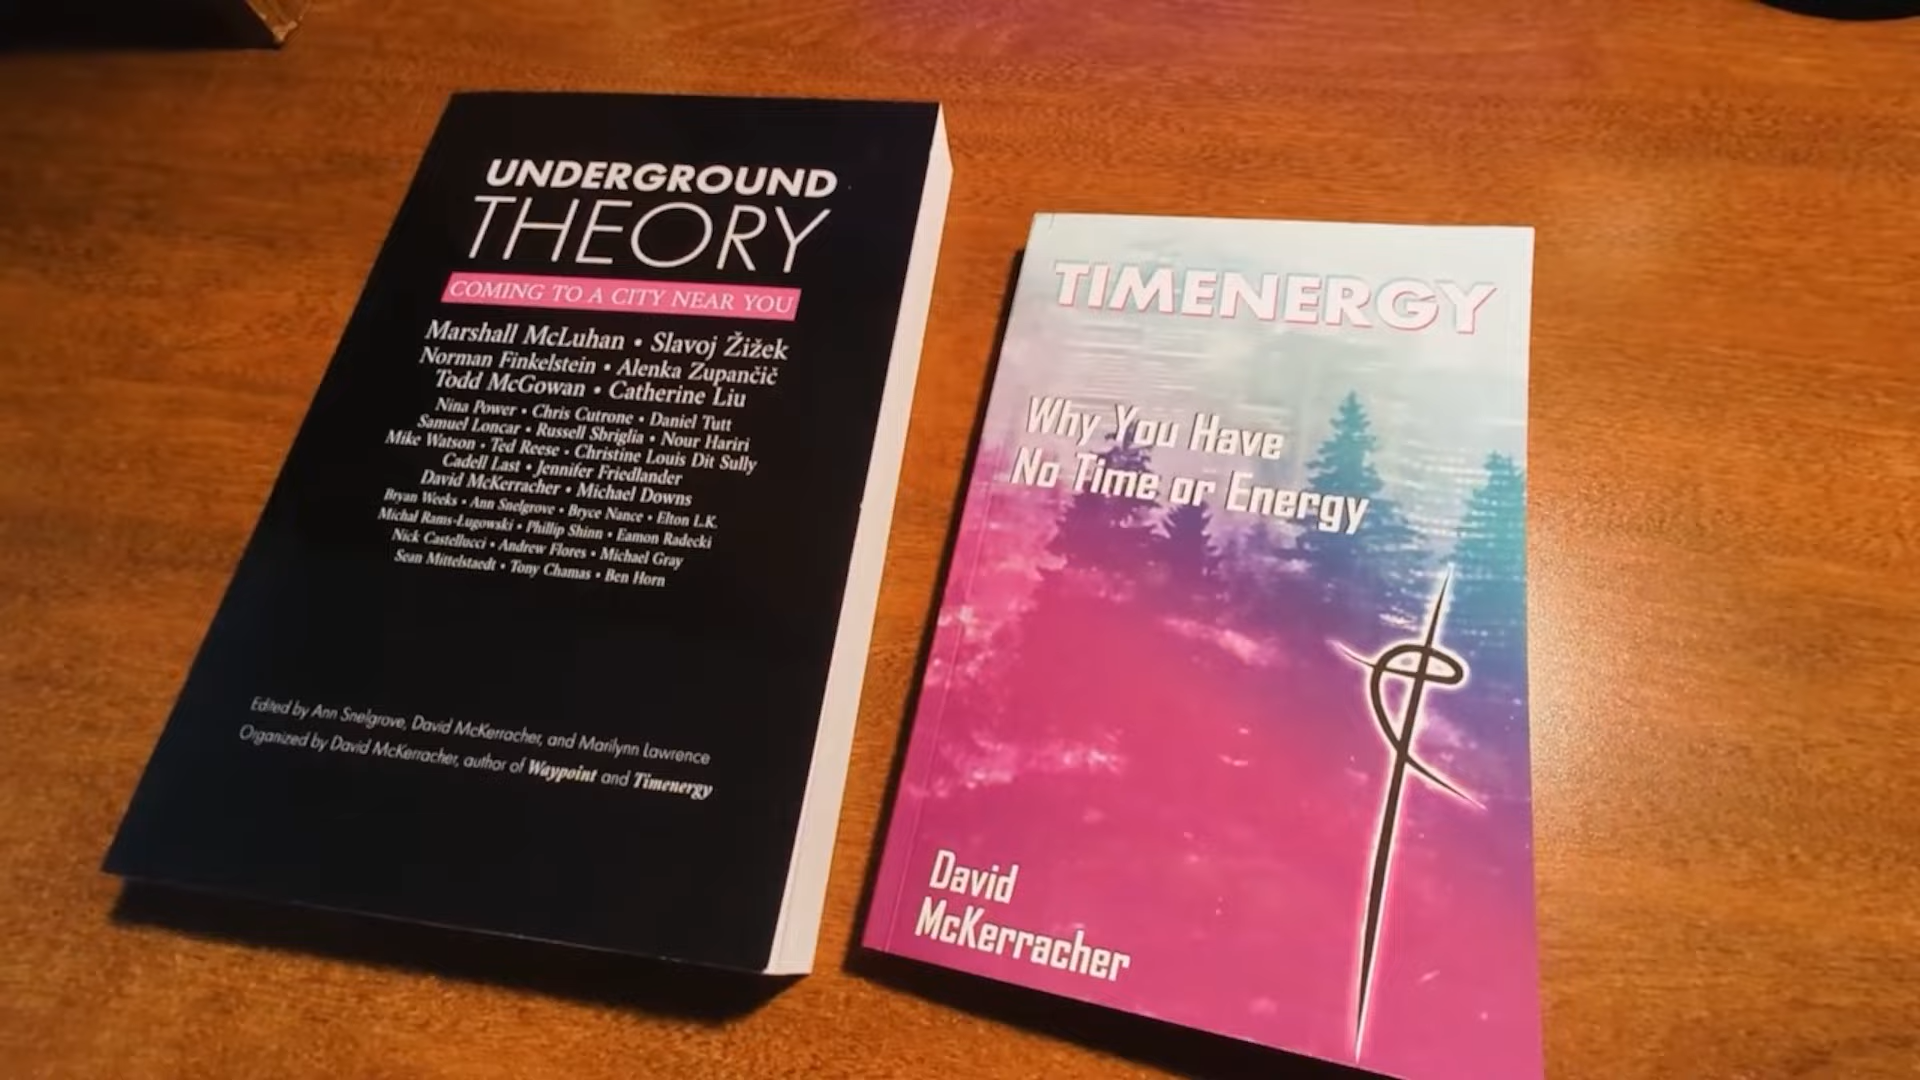 UNDERGROUND
THEORY
COMING TO A CITY NEAR YOU
Marshall McLuhan • Slavoj Žižek
Norman Finkelstein • Alenka Zupančič
Todd McGowan • Catherine Liu
Nina Power • Chris Cutrone • Daniel Tutt
Samuel Loncar • Russell Sbriglia • Nour Hariri
Mike Watson • Ted Reese • Christine Louis Dit Sully
Cadell Last • Jennifer Friedlander
David McKerracher • Michael Downs
Bryan Weeks • Ann Snelgrove • Bryce Nance • Elton L.K.
Michal Rams-Ługowski • Phillip Shinn • Eamon Radecki
Nick Castellucci • Andrew Flores • Michael Gray
Sean Mittelstaedt • Tony Chamas • Ben Horn
Edited by Ann Snelgrove, David McKerracher, and Marilynn Lawrence
Organized by David McKerracher, author of Waypoint and Timenergy
TIMENERGY
Why You Have
No Time or Energy
David
McKerracher